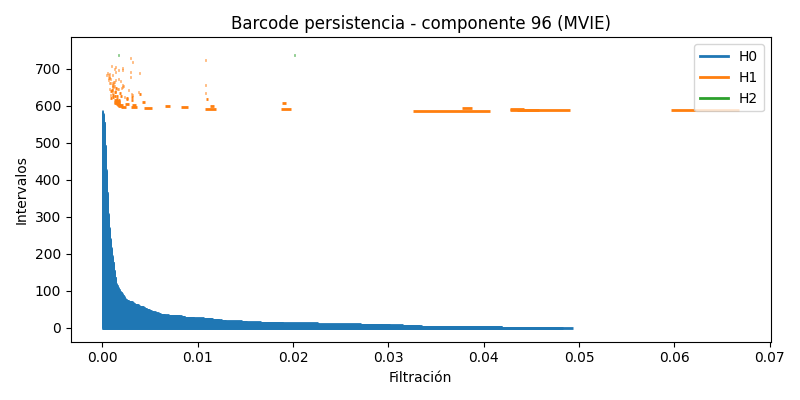 Barcode persistencia - componente 96 (MVIE)
H0
H1
H2
Intervalos
700
600
500
400
300
200
100
0
0.00 0.01 0.02 0.03 0.04 0.05 0.06 0.07
Filtración